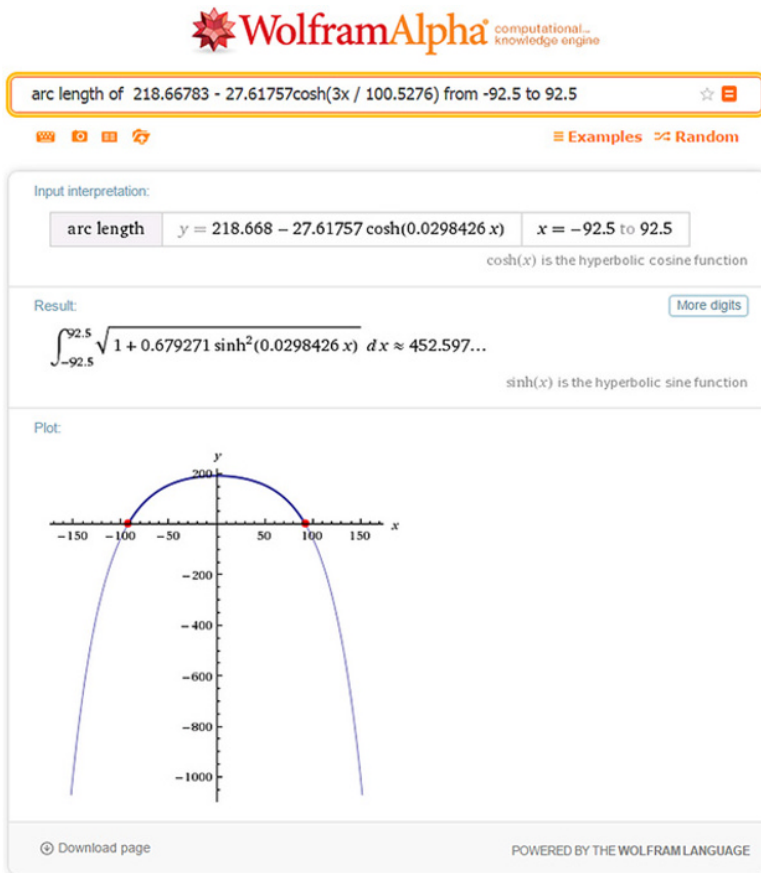 WolframAlpha computational... knowledge engine
arc length of 218.66783 - 27.61757cosh(3x / 100.5276) from -92.5 to 92.5
Examples Random
Input interpretation:
arc length y = 218.668 − 27.61757 cosh(0.0298426 x) x = −92.5 to 92.5
cosh(x) is the hyperbolic cosine function
Result:
More digits
∫_{−92.5}^{92.5} √(1 + 0.679271 sinh²(0.0298426 x)) dx ≈ 452.597...
sinh(x) is the hyperbolic sine function
Plot:
y
200
−150 −100 −50 50 100 150 x
−200
−400
−600
−800
−1000
Download page
POWERED BY THE WOLFRAM LANGUAGE